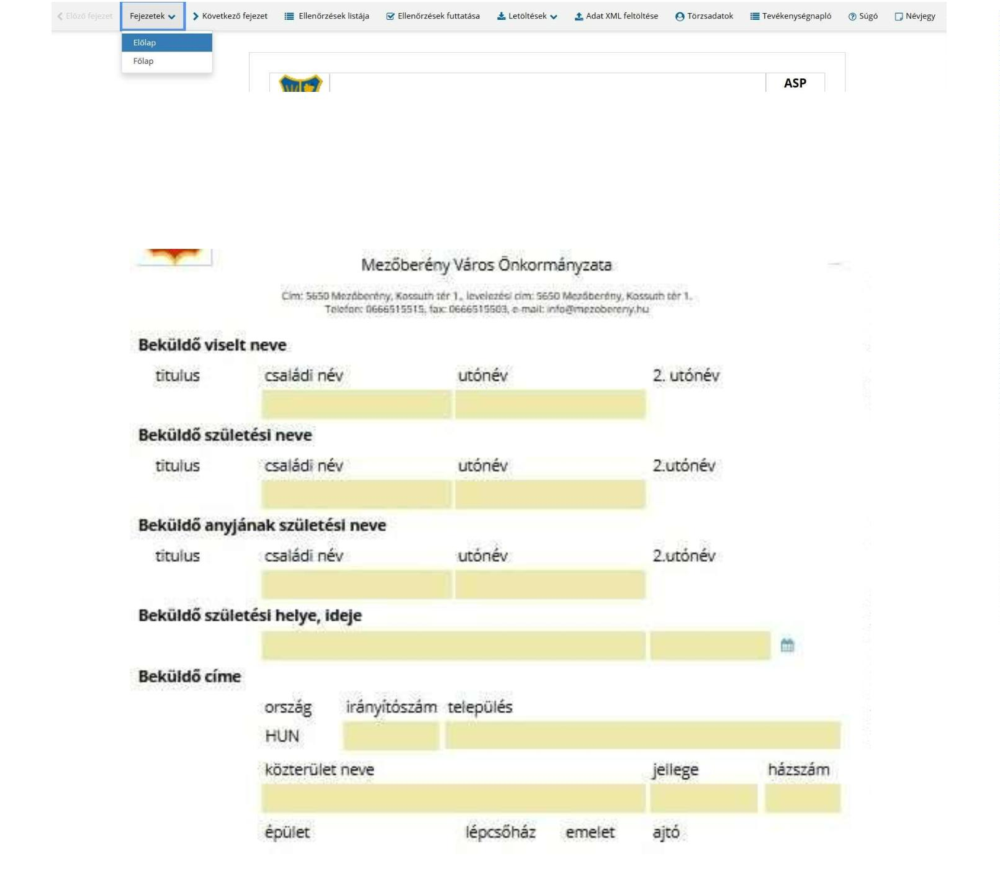 Előző fejezet Fejezetek Következő fejezet Ellenőrzések listája Ellenőrzések futtatása Letöltések Adat XML feltöltése Törzsadatok Tevékenységnapló Súgó Névjegy
Előlap
Főlap
ASP
Mezőberény Város Önkormányzata
Cím: 5650 Mezőberény, Kossuth tér 1., levelezési cím: 5650 Mezőberény, Kossuth tér 1.
Telefon: 0666515515, fax: 0666515503, e-mail: info@mezobereny.hu
Beküldő viselt neve
titulus családi név utónév 2. utónév
Beküldő születési neve
titulus családi név utónév 2.utónév
Beküldő anyjának születési neve
titulus családi név utónév 2.utónév
Beküldő születési helye, ideje
Beküldő címe
ország irányítószám település
HUN
közterület neve jellege házszám
épület lépcsőház emelet ajtó